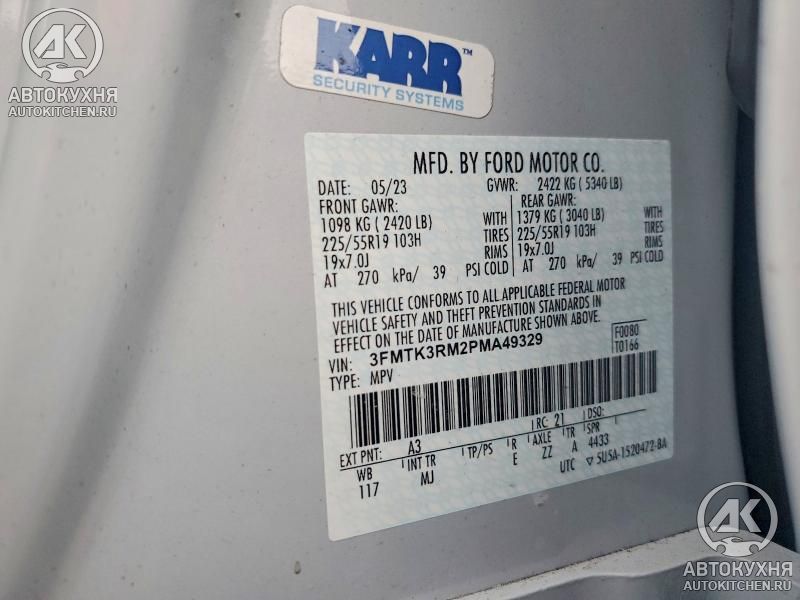 AK
АВТОКУХНЯ
AUTOKITCHEN.RU
KARR™
SECURITY SYSTEMS
MFD. BY FORD MOTOR CO.
DATE: 05/23 GVWR: 2422 KG ( 5340 LB)
FRONT GAWR: REAR GAWR:
1098 KG ( 2420 LB) WITH 1379 KG ( 3040 LB) WITH
225/55R19 103H TIRES 225/55R19 103H TIRES
19x7.0J RIMS 19x7.0J RIMS
AT 270 kPa/ 39 PSI COLD AT 270 kPa/ 39 PSI COLD
THIS VEHICLE CONFORMS TO ALL APPLICABLE FEDERAL MOTOR
VEHICLE SAFETY AND THEFT PREVENTION STANDARDS IN
EFFECT ON THE DATE OF MANUFACTURE SHOWN ABOVE.
VIN: 3FMTK3RM2PMA49329 F0080
TYPE: MPV T0166
EXT PNT: A3 RC: 21 DSO:
WB INT TR TP/PS R AXLE TR SPR
117 MJ E ZZ A 4433
UTC ▽ 5U5A-1520472-BA
AK
АВТОКУХНЯ
AUTOKITCHEN.RU